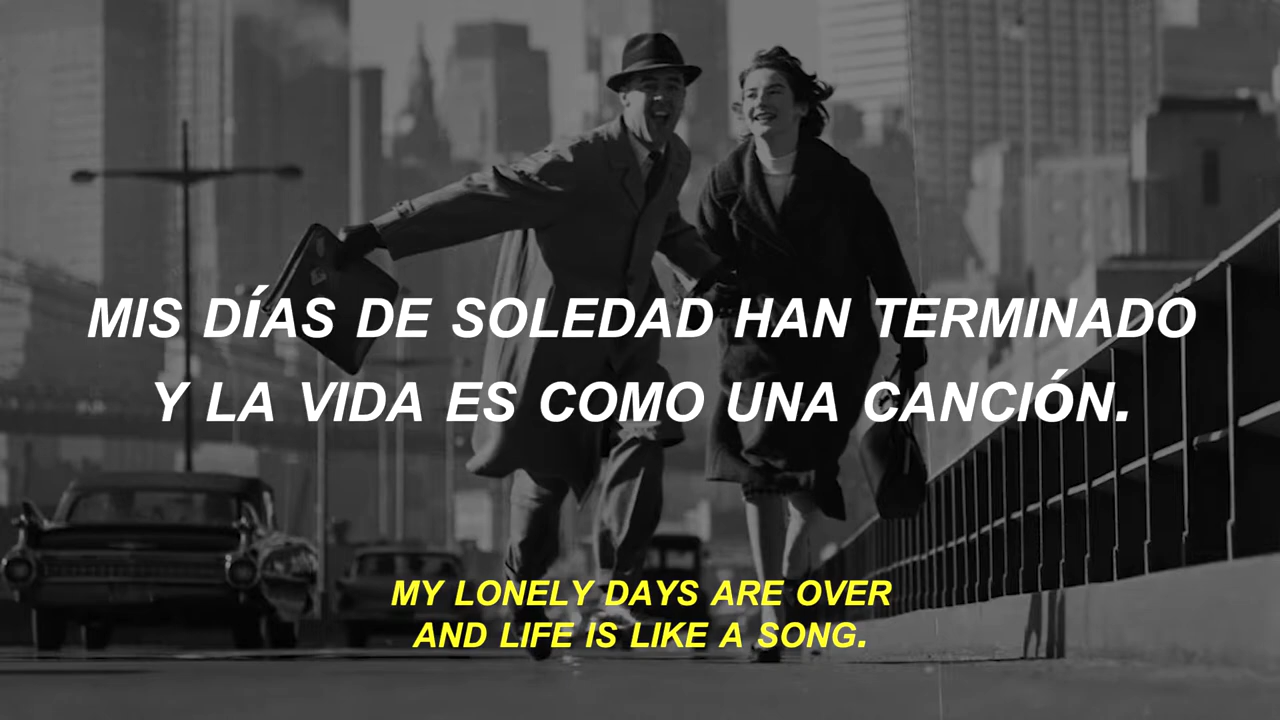 MIS DÍAS DE SOLEDAD HAN TERMINADO
Y LA VIDA ES COMO UNA CANCIÓN.
MY LONELY DAYS ARE OVER
AND LIFE IS LIKE A SONG.